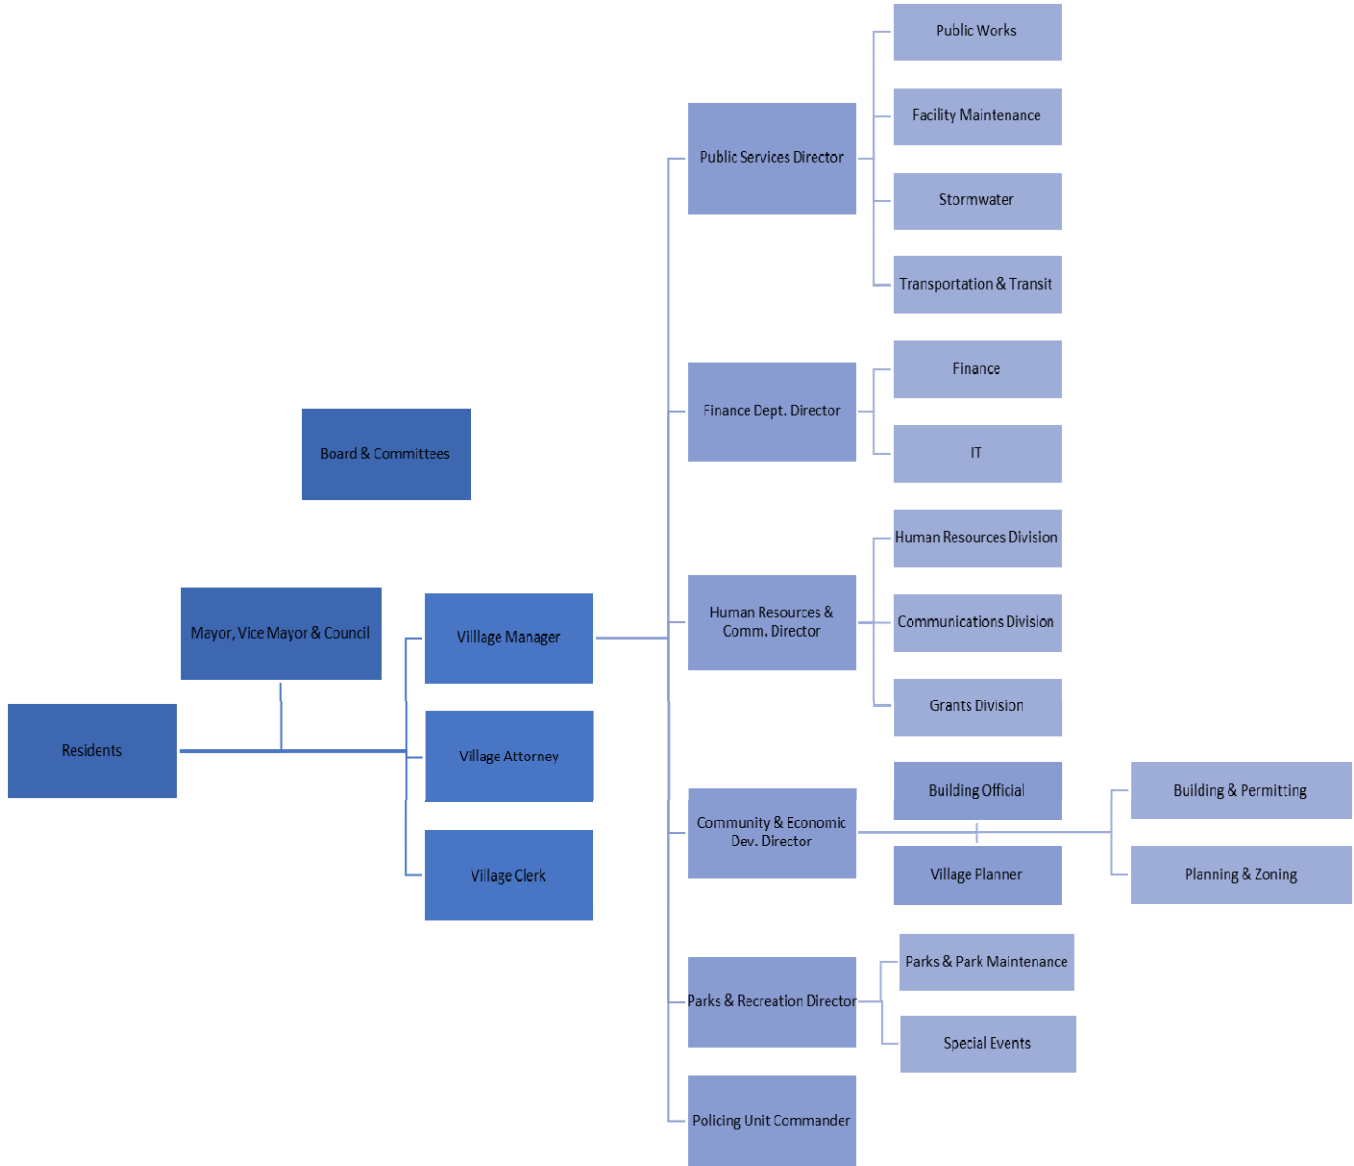 Residents
Mayor, Vice Mayor & Council
Board & Committees
Villlage Manager
Village Attorney
Village Clerk
Public Services Director
Public Works
Facility Maintenance
Stormwater
Transportation & Transit
Finance Dept. Director
Finance
IT
Human Resources &
Comm. Director
Human Resources Division
Communications Division
Grants Division
Community & Economic
Dev. Director
Building Official
Village Planner
Building & Permitting
Planning & Zoning
Parks & Recreation Director
Parks & Park Maintenance
Special Events
Policing Unit Commander